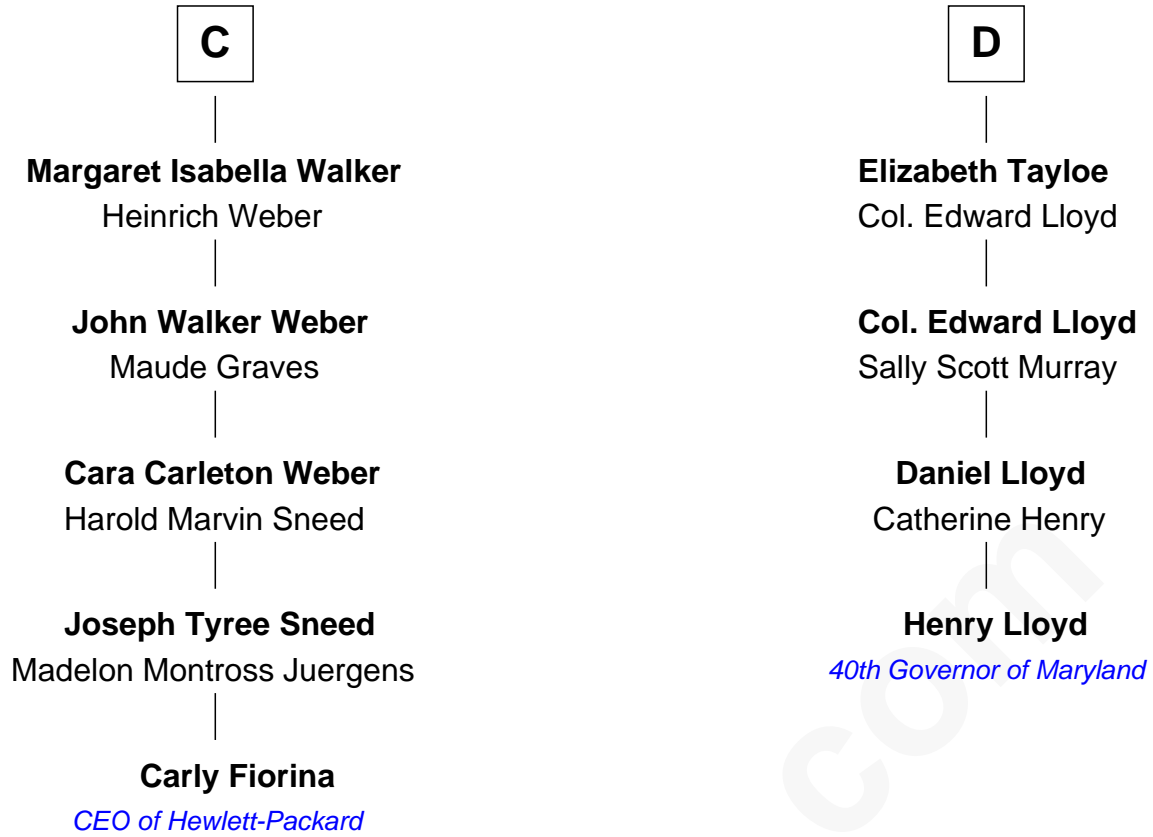 C
Margaret Isabella Walker
Heinrich Weber
John Walker Weber
Maude Graves
Cara Carleton Weber
Harold Marvin Sneed
Joseph Tyree Sneed
Madelon Montross Juergens
Carly Fiorina
CEO of Hewlett-Packard
D
Elizabeth Tayloe
Col. Edward Lloyd
Col. Edward Lloyd
Sally Scott Murray
Daniel Lloyd
Catherine Henry
Henry Lloyd
40th Governor of Maryland
com